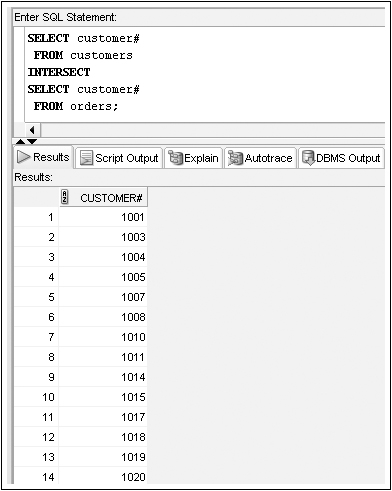 Enter SQL Statement:
SELECT customer#
FROM customers
INTERSECT
SELECT customer#
FROM orders;
Results Script Output Explain Autotrace DBMS Output
Results:
CUSTOMER#
1 1001
2 1003
3 1004
4 1005
5 1007
6 1008
7 1010
8 1011
9 1014
10 1015
11 1017
12 1018
13 1019
14 1020